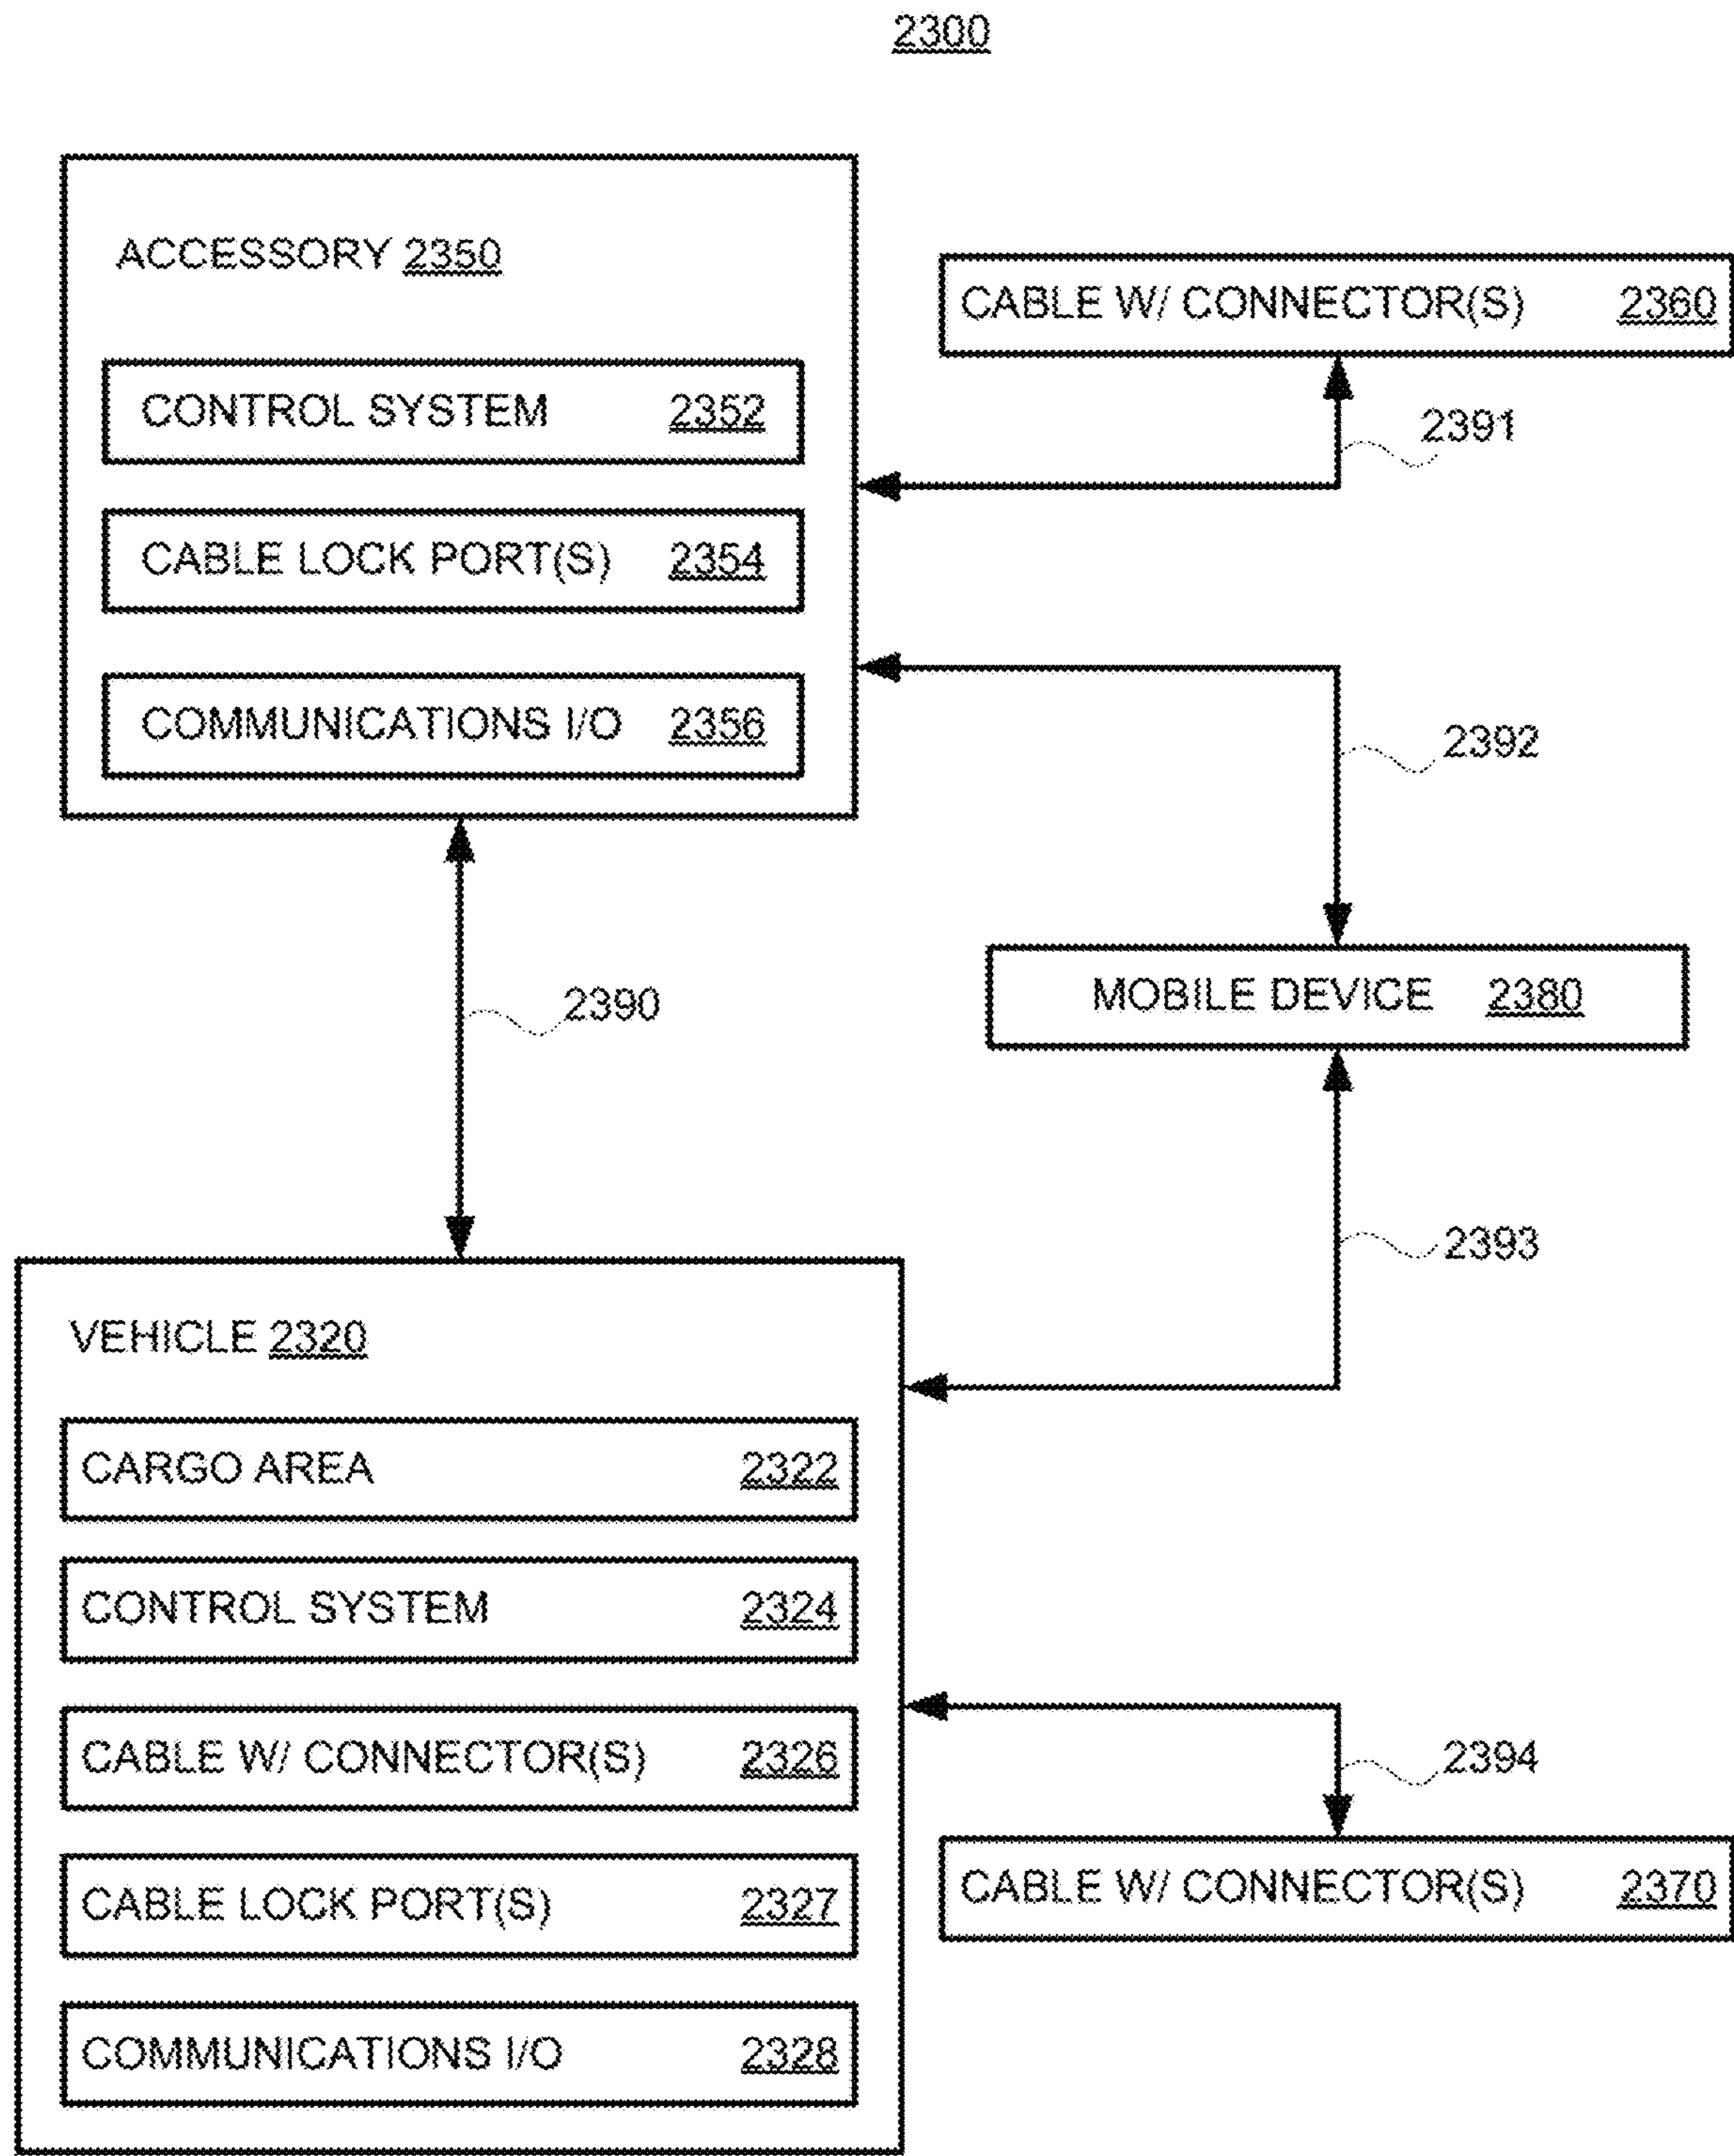 2300
ACCESSORY 2350
CABLE W/ CONNECTOR(S) 2360
CONTROL SYSTEM 2352
2391
CABLE LOCK PORT(S) 2354
COMMUNICATIONS I/O 2356
2392
MOBILE DEVICE 2380
2390
2393
VEHICLE 2320
CARGO AREA 2322
CONTROL SYSTEM 2324
CABLE W/ CONNECTOR(S) 2326
2394
CABLE LOCK PORT(S) 2327
CABLE W/ CONNECTOR(S) 2370
COMMUNICATIONS I/O 2328